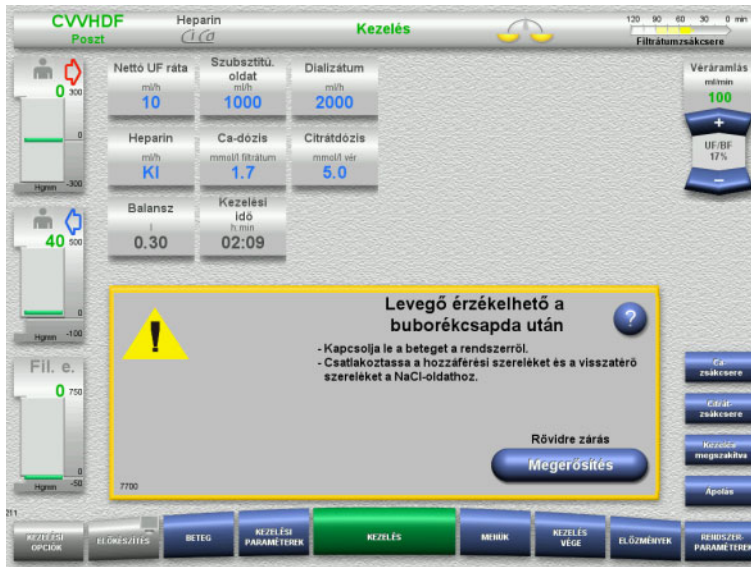 CVVHDF
Poszt
Heparin
Ci Ca
Kezelés
120 90 60 30 0 min
Filtrátumzsákcsere
0
300
0
-300
Hgmm
40
500
0
-100
Hgmm
Fil. e.
0
750
0
-50
Hgmm
Nettó UF ráta
ml/h
10
Szubsztitú.
oldat
ml/h
1000
Dializátum
ml/h
2000
Heparin
ml/h
KI
Ca-dózis
mmol/l filtrátum
1.7
Citrátdózis
mmol/l vér
5.0
Balansz
l
0.30
Kezelési
idő
h:min
02:09
Véráramlás
ml/min
100
+
UF/BF
17%
−
Levegő érzékelhető a
buborékcsapda után
?
!
- Kapcsolja le a beteget a rendszerről.
- Csatlakoztassa a hozzáférési szereléket és a visszatérő
szereléket a NaCl-oldathoz.
Rövidre zárás
Megerősítés
7700
Ca-
zsákcsere
Citrát-
zsákcsere
Kezelés
megszakítva
Ápolás
211
KEZELÉSI
OPCIÓK
ELŐKÉSZÍTÉS
BETEG
KEZELÉSI
PARAMÉTEREK
KEZELÉS
MENÜK
KEZELÉS
VÉGE
ELŐZMÉNYEK
RENDSZER-
PARAMÉTEREK